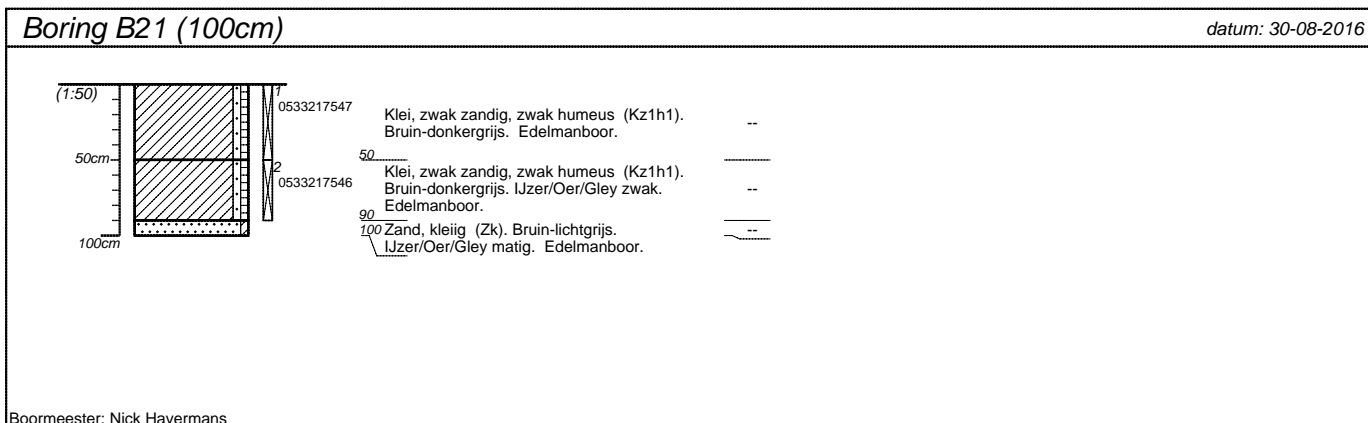 Boring B21 (100cm)
datum: 30-08-2016
(1:50)
1
0533217547
Klei, zwak zandig, zwak humeus (Kz1h1).
Bruin-donkergrijs. Edelmanboor.
--
50cm
50
2
0533217546
Klei, zwak zandig, zwak humeus (Kz1h1).
Bruin-donkergrijs. IJzer/Oer/Gley zwak.
Edelmanboor.
--
90
100cm
100
Zand, kleiig (Zk). Bruin-lichtgrijs.
IJzer/Oer/Gley matig. Edelmanboor.
--
Boormeester: Nick Havermans